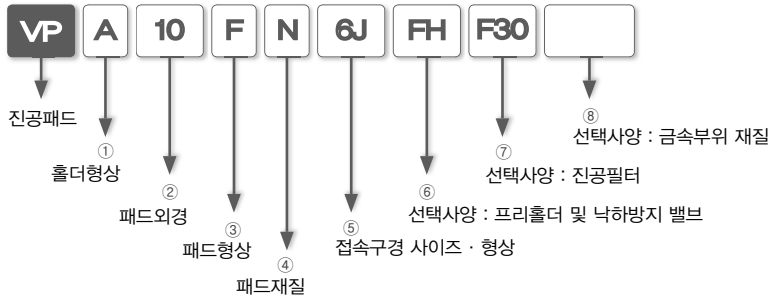 VP A 10 F N 6J FH F30
진공패드
①
홀더형상
②
패드외경
③
패드형상
④
패드재질
⑤
접속구경 사이즈 · 형상
⑥
선택사양 : 프리홀더 및 낙하방지 밸브
⑦
선택사양 : 진공필터
⑧
선택사양 : 금속부위 재질